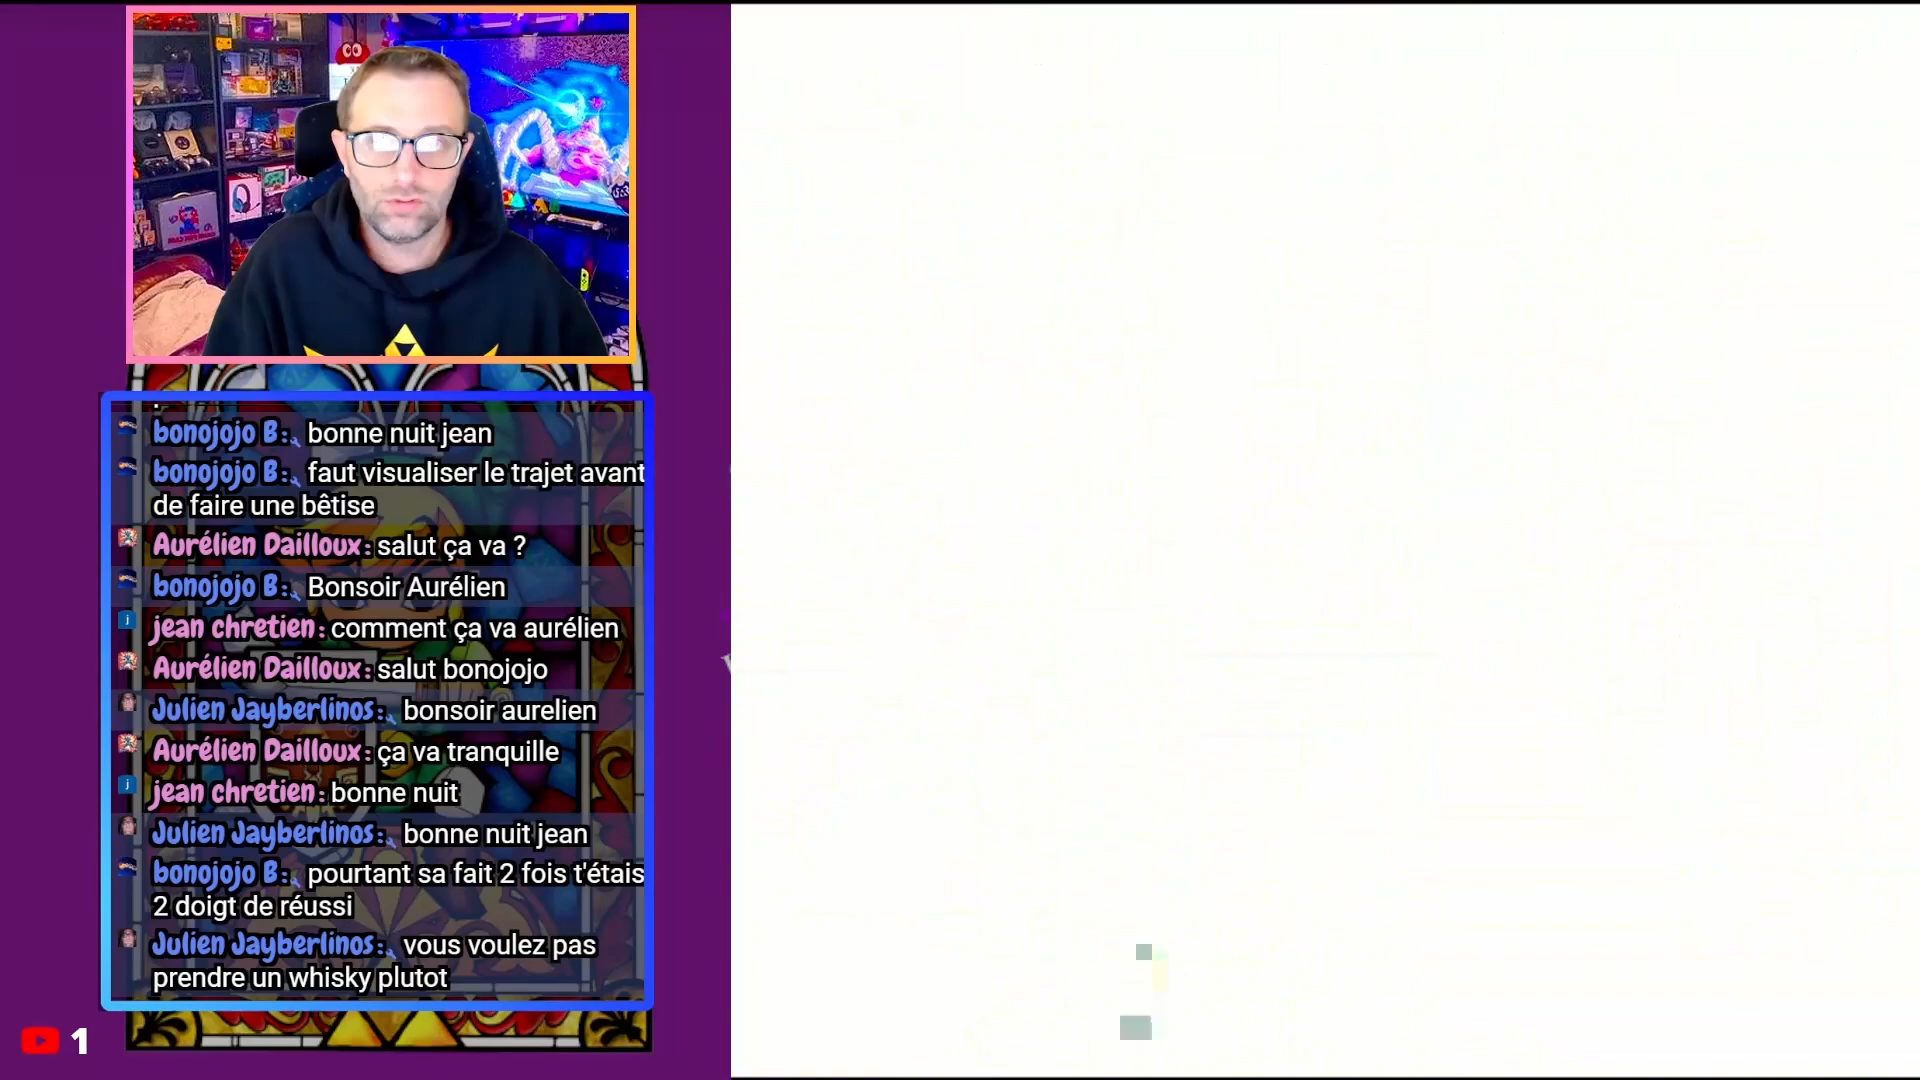 bonojojo B: bonne nuit jean
bonojojo B: faut visualiser le trajet avant
de faire une bêtise
Aurélien Dailloux: salut ça va ?
bonojojo B: Bonsoir Aurélien
jean chretien: comment ça va aurélien
Aurélien Dailloux: salut bonojojo
Julien Jayberlinos: bonsoir aurelien
Aurélien Dailloux: ça va tranquille
jean chretien: bonne nuit
Julien Jayberlinos: bonne nuit jean
bonojojo B: pourtant sa fait 2 fois t'étais
2 doigt de réussi
Julien Jayberlinos: vous voulez pas
prendre un whisky plutot
1